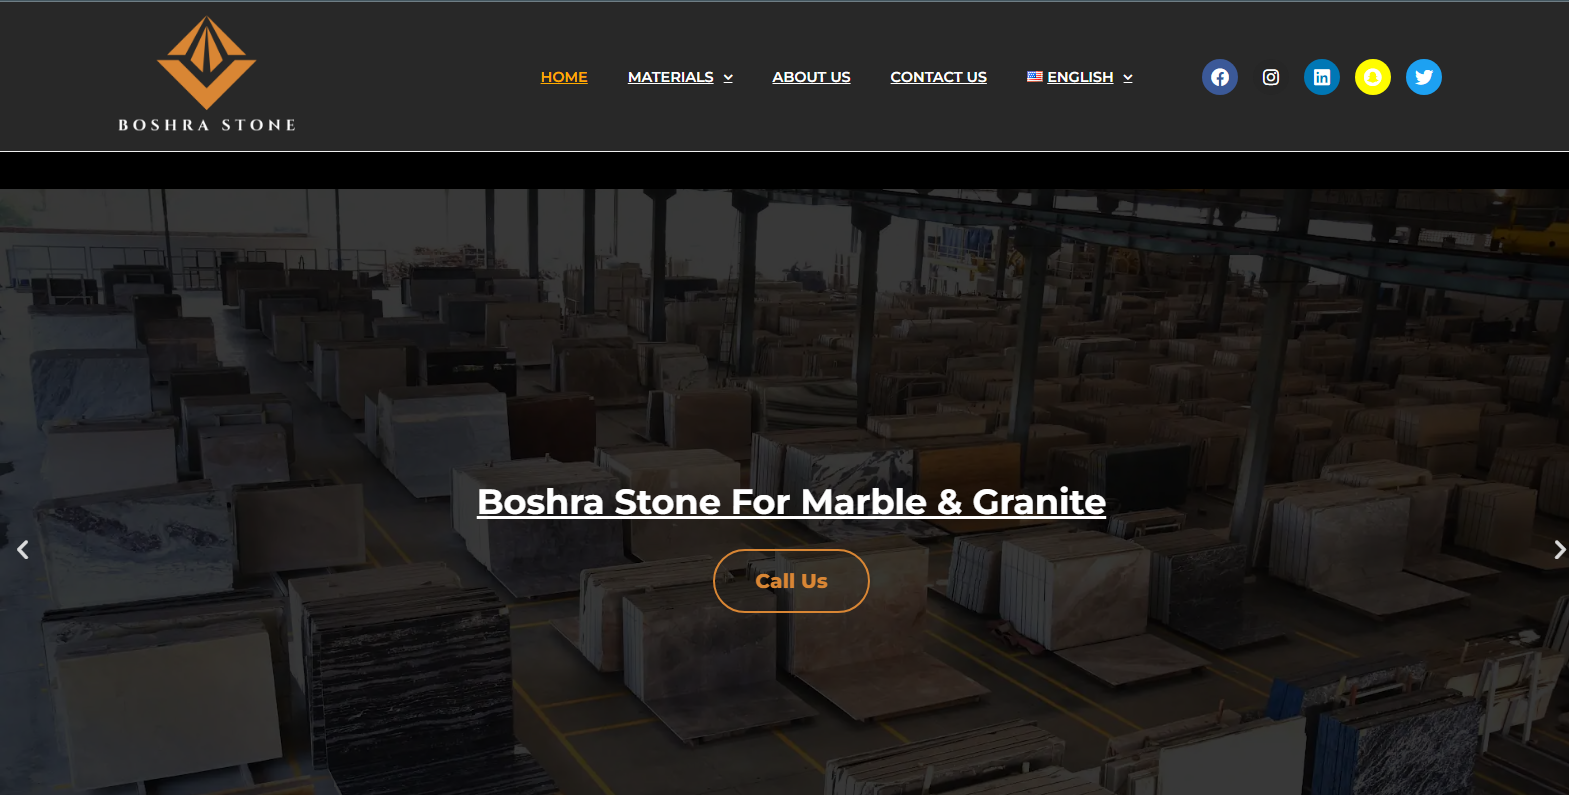 BOSHRA STONE
HOME MATERIALS ABOUT US CONTACT US ENGLISH
Boshra Stone For Marble & Granite
Call Us